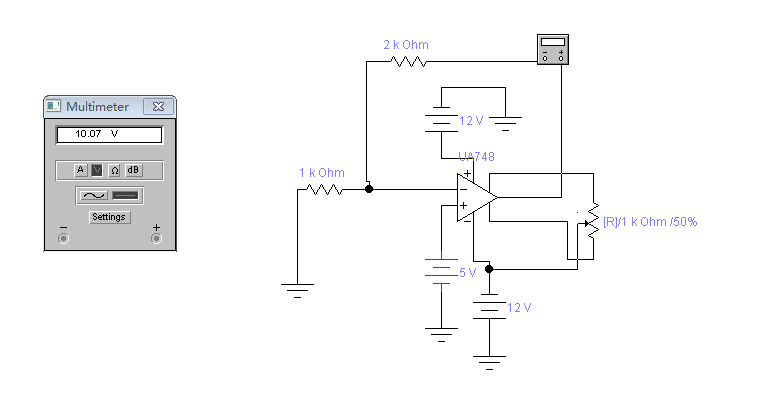 2 k Ohm
Multimeter
12 V
10.07 V
UA748
A V Ω dB
1 k Ohm
Settings
[R]/1 k Ohm /50%
5 V
12 V